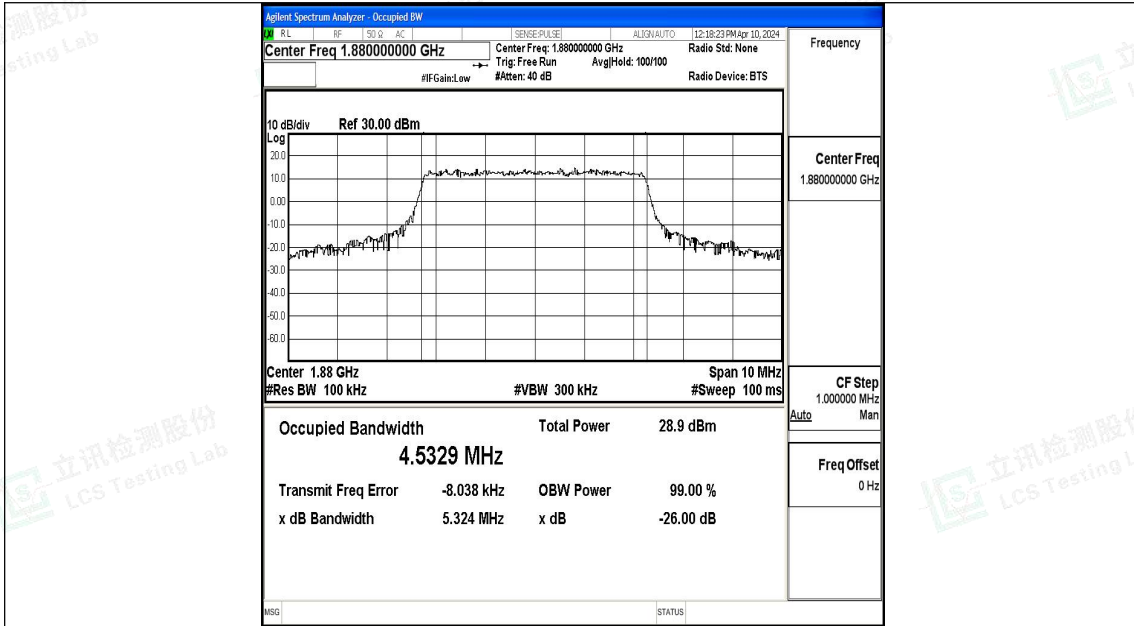 Agilent Spectrum Analyzer - Occupied BW
LXI RL RF 50 Ω AC SENSE:PULSE ALIGN AUTO 12:18:23 PM Apr 10, 2024
Center Freq 1.880000000 GHz
Center Freq: 1.880000000 GHz
Radio Std: None
Trig: Free Run Avg|Hold: 100/100
#IFGain:Low #Atten: 40 dB Radio Device: BTS
10 dB/div Ref 30.00 dBm
Log
20.0
10.0
0.00
-10.0
-20.0
-30.0
-40.0
-50.0
-60.0
Center 1.88 GHz Span 10 MHz
#Res BW 100 kHz #VBW 300 kHz #Sweep 100 ms
Occupied Bandwidth Total Power 28.9 dBm
4.5329 MHz
Transmit Freq Error -8.038 kHz OBW Power 99.00 %
x dB Bandwidth 5.324 MHz x dB -26.00 dB
MSG STATUS
Frequency
Center Freq
1.880000000 GHz
CF Step
1.000000 MHz
Auto Man
Freq Offset
0 Hz
测股份
sting Lab
立讯检测股份
LCS Testing Lab
立讯检测股份
LCS Testing L